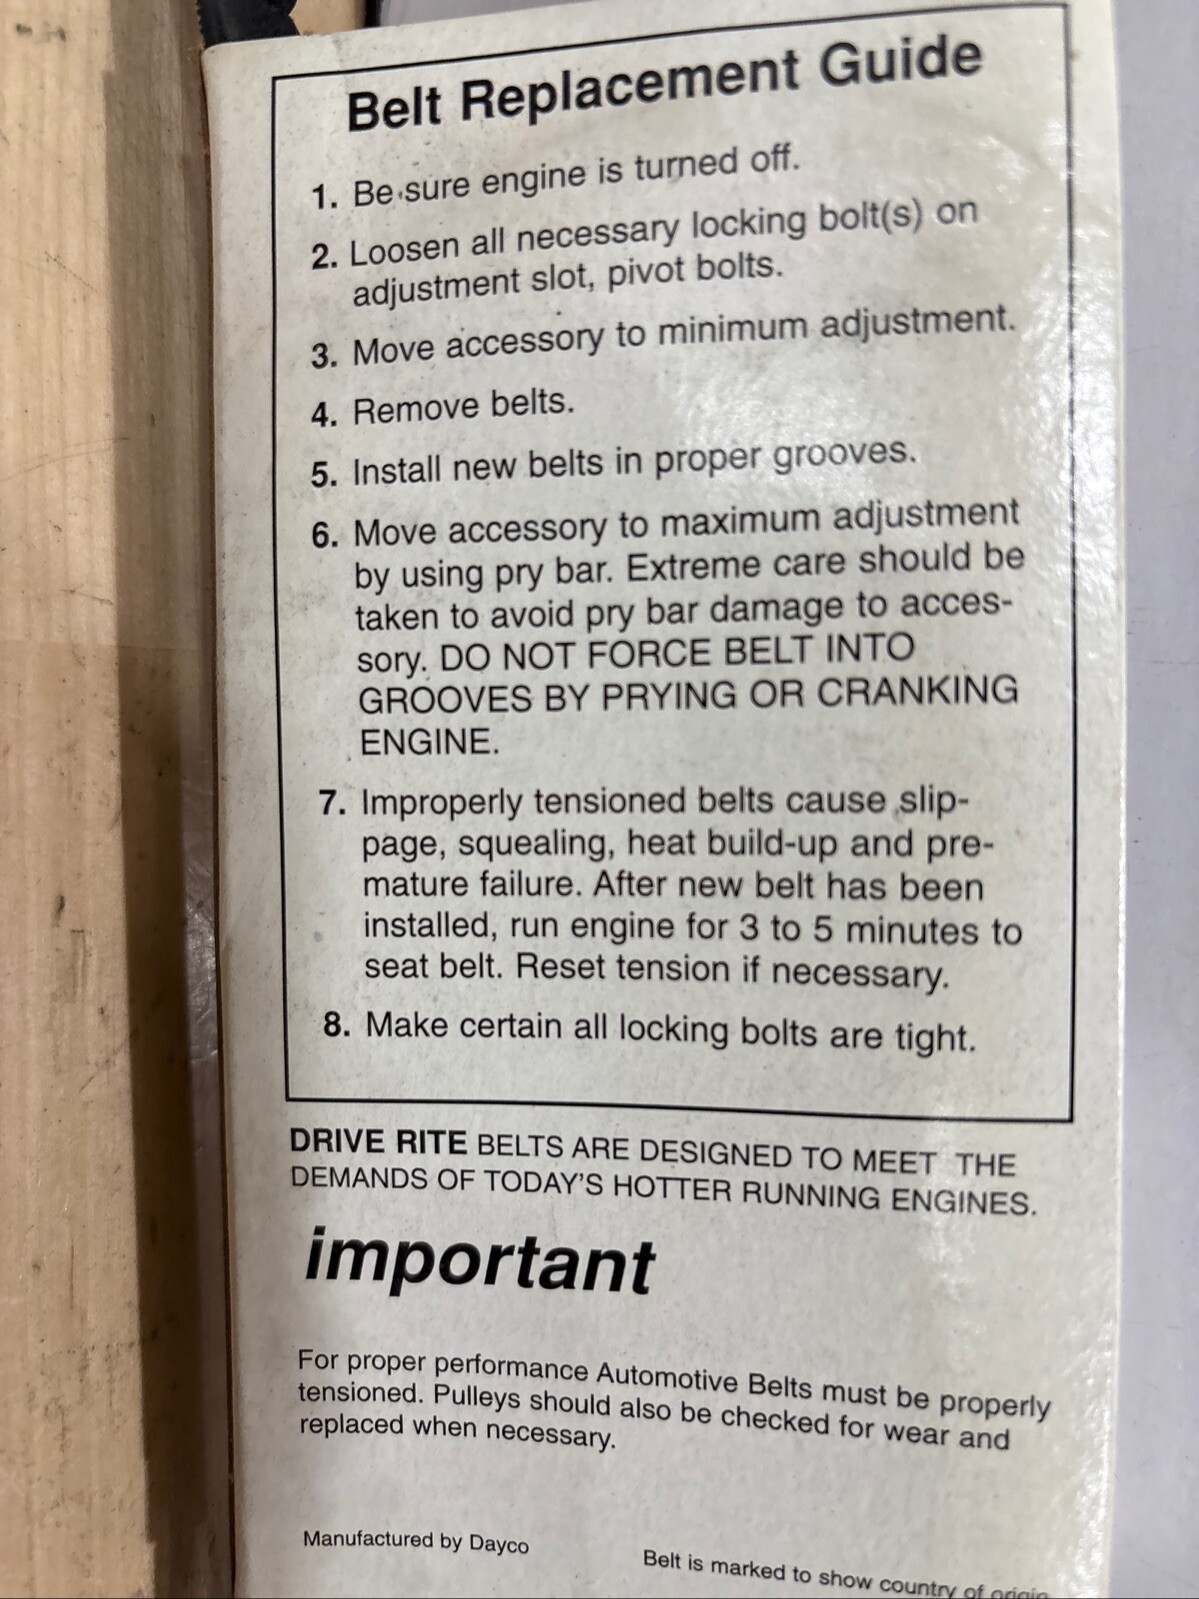 Belt Replacement Guide
1. Be sure engine is turned off.
2. Loosen all necessary locking bolt(s) on
adjustment slot, pivot bolts.
3. Move accessory to minimum adjustment.
4. Remove belts.
5. Install new belts in proper grooves.
6. Move accessory to maximum adjustment
by using pry bar. Extreme care should be
taken to avoid pry bar damage to acces-
sory. DO NOT FORCE BELT INTO
GROOVES BY PRYING OR CRANKING
ENGINE.
7. Improperly tensioned belts cause slip-
page, squealing, heat build-up and pre-
mature failure. After new belt has been
installed, run engine for 3 to 5 minutes to
seat belt. Reset tension if necessary.
8. Make certain all locking bolts are tight.
DRIVE RITE BELTS ARE DESIGNED TO MEET THE
DEMANDS OF TODAY'S HOTTER RUNNING ENGINES.
important
For proper performance Automotive Belts must be properly
tensioned. Pulleys should also be checked for wear and
replaced when necessary.
Manufactured by Dayco
Belt is marked to show country of origin